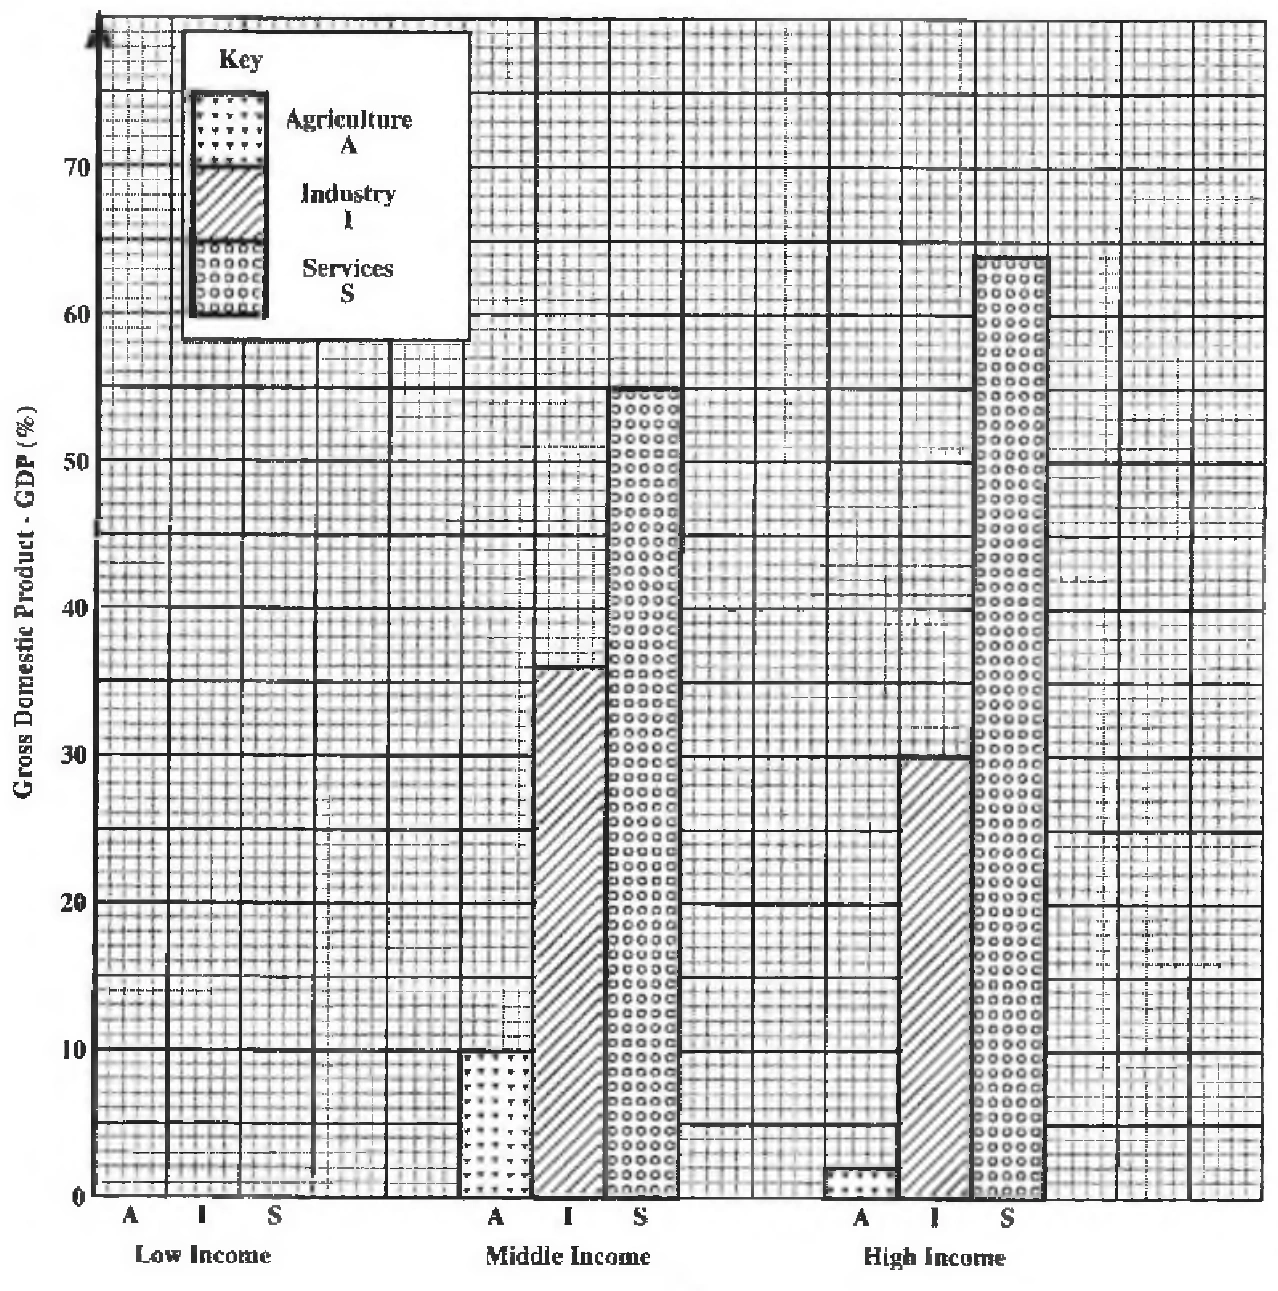 Key
Agriculture
A
Industry
I
Services
S
Gross Domestic Product - GDP (%)
70
60
50
40
30
20
10
0
A I S A I S A I S
Low Income Middle Income High Income